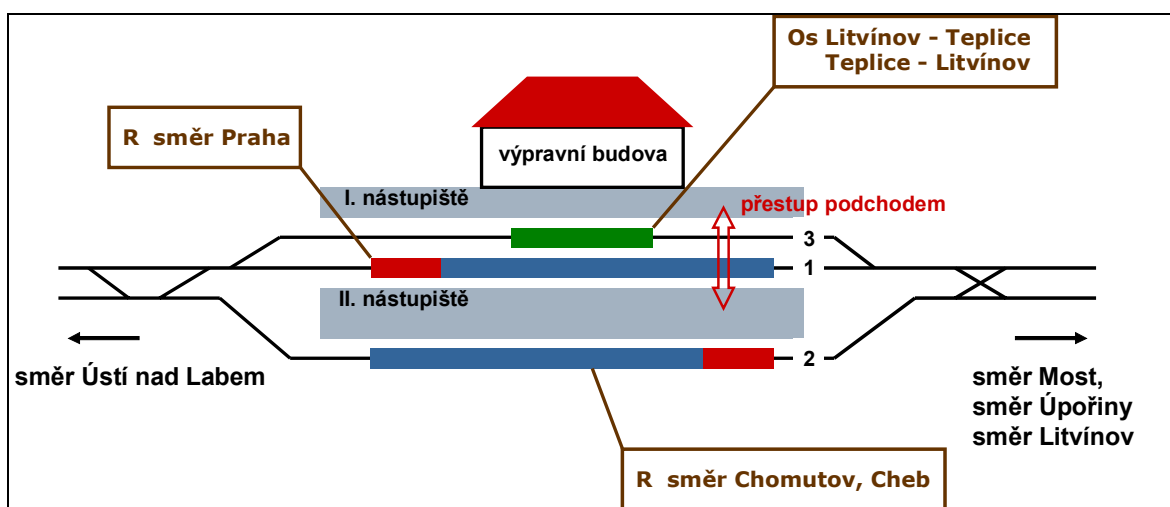 Os Litvínov - Teplice
Teplice - Litvínov
R směr Praha
výpravní budova
I. nástupiště
přestup podchodem
3
1
II. nástupiště
2
směr Ústí nad Labem
směr Most,
směr Úpořiny
směr Litvínov
R směr Chomutov, Cheb